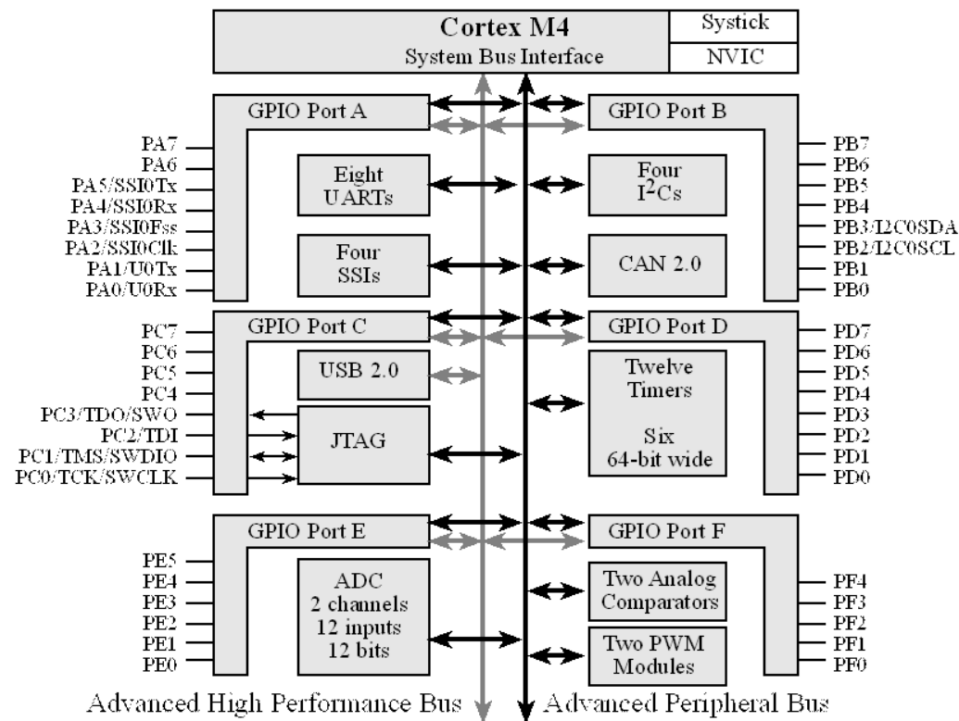 Cortex M4
System Bus Interface
Systick
NVIC
GPIO Port A
PA7
PA6
PA5/SSI0Tx
PA4/SSI0Rx
PA3/SSI0Fss
PA2/SSI0Clk
PA1/U0Tx
PA0/U0Rx
Eight
UARTs
Four
SSIs
GPIO Port B
Four
I²Cs
CAN 2.0
PB7
PB6
PB5
PB4
PB3/I2C0SDA
PB2/I2C0SCL
PB1
PB0
GPIO Port C
PC7
PC6
PC5
PC4
PC3/TDO/SWO
PC2/TDI
PC1/TMS/SWDIO
PC0/TCK/SWCLK
USB 2.0
JTAG
GPIO Port D
Twelve
Timers
Six
64-bit wide
PD7
PD6
PD5
PD4
PD3
PD2
PD1
PD0
GPIO Port E
PE5
PE4
PE3
PE2
PE1
PE0
ADC
2 channels
12 inputs
12 bits
GPIO Port F
Two Analog
Comparators
Two PWM
Modules
PF4
PF3
PF2
PF1
PF0
Advanced High Performance Bus
Advanced Peripheral Bus